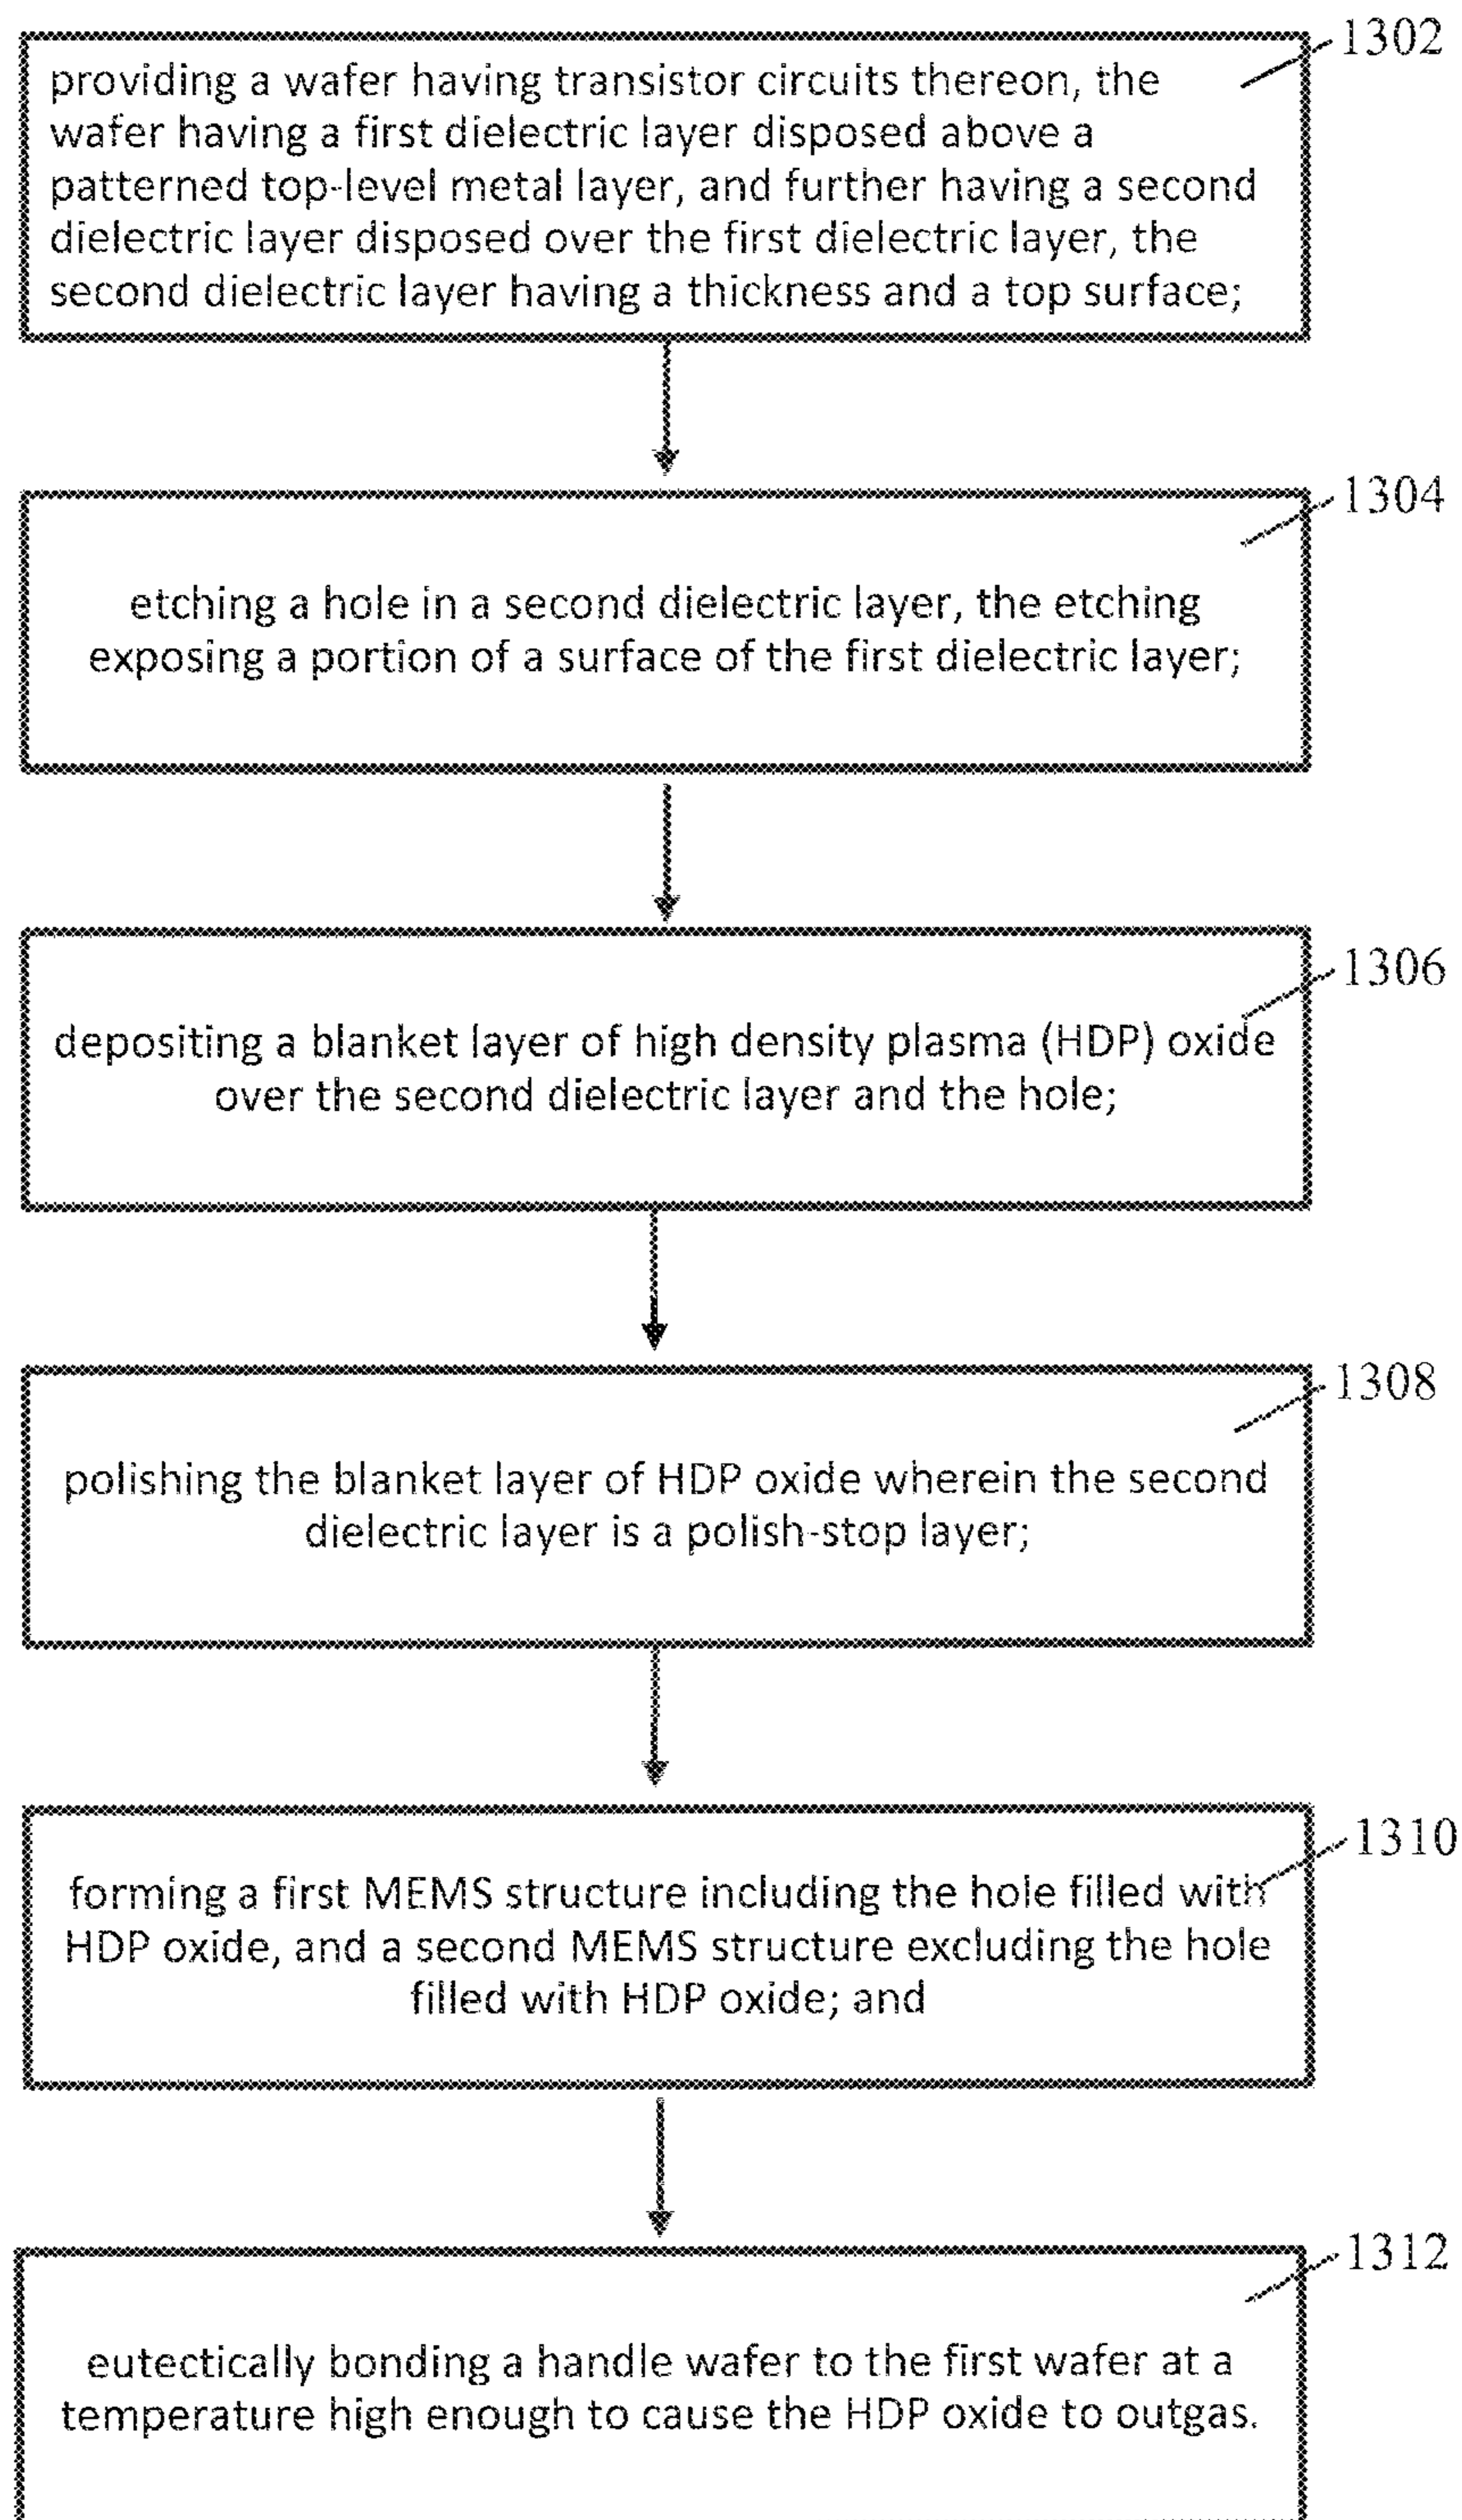 1302
providing a wafer having transistor circuits thereon, the
wafer having a first dielectric layer disposed above a
patterned top-level metal layer, and further having a second
dielectric layer disposed over the first dielectric layer, the
second dielectric layer having a thickness and a top surface;
1304
etching a hole in a second dielectric layer, the etching
exposing a portion of a surface of the first dielectric layer;
1306
depositing a blanket layer of high density plasma (HDP) oxide
over the second dielectric layer and the hole;
1308
polishing the blanket layer of HDP oxide wherein the second
dielectric layer is a polish-stop layer;
1310
forming a first MEMS structure including the hole filled with
HDP oxide, and a second MEMS structure excluding the hole
filled with HDP oxide; and
1312
eutectically bonding a handle wafer to the first wafer at a
temperature high enough to cause the HDP oxide to outgas.